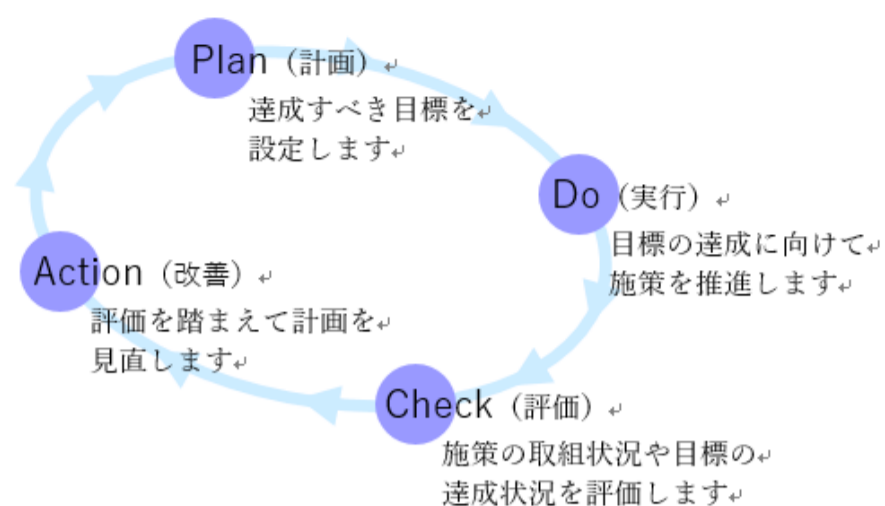 Plan（計画）
達成すべき目標を
設定します
Do（実行）
目標の達成に向けて
施策を推進します
Check（評価）
施策の取組状況や目標の
達成状況を評価します
Action（改善）
評価を踏まえて計画を
見直します